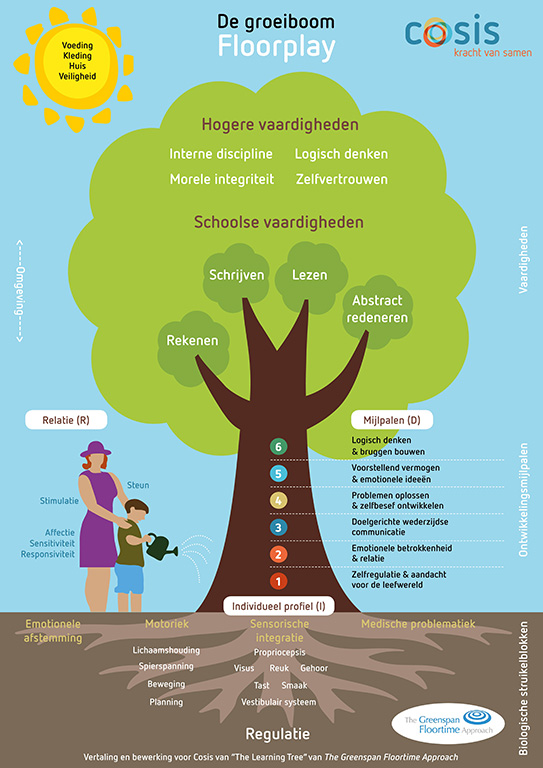 De groeiboom
Floorplay
cosis
kracht van samen
Voeding
Kleding
Huis
Veiligheid
Hogere vaardigheden
Interne discipline Logisch denken
Morele integriteit Zelfvertrouwen
Schoolse vaardigheden
Schrijven
Lezen
Abstract
redeneren
Rekenen
<-----Omgeving----->
Vaardigheden
Relatie (R)
Mijlpalen (D)
Steun
Stimulatie
Affectie
Sensitiviteit
Responsiviteit
6 Logisch denken
& bruggen bouwen
5 Voorstellend vermogen
& emotionele ideeën
4 Problemen oplossen
& zelfbesef ontwikkelen
3 Doelgerichte wederzijdse
communicatie
2 Emotionele betrokkenheid
& relatie
1 Zelfregulatie & aandacht
voor de leefwereld
Ontwikkelingsmijlpalen
Individueel profiel (I)
Emotionele
afstemming
Motoriek
Lichaamshouding
Spierspanning
Beweging
Planning
Sensorische
integratie
Propriocepsis
Visus Reuk Gehoor
Tast Smaak
Vestibulair systeem
Medische problematiek
Biologische struikelblokken
Regulatie
The Greenspan
Floortime Approach
Vertaling en bewerking voor Cosis van "The Learning Tree" van The Greenspan Floortime Approach